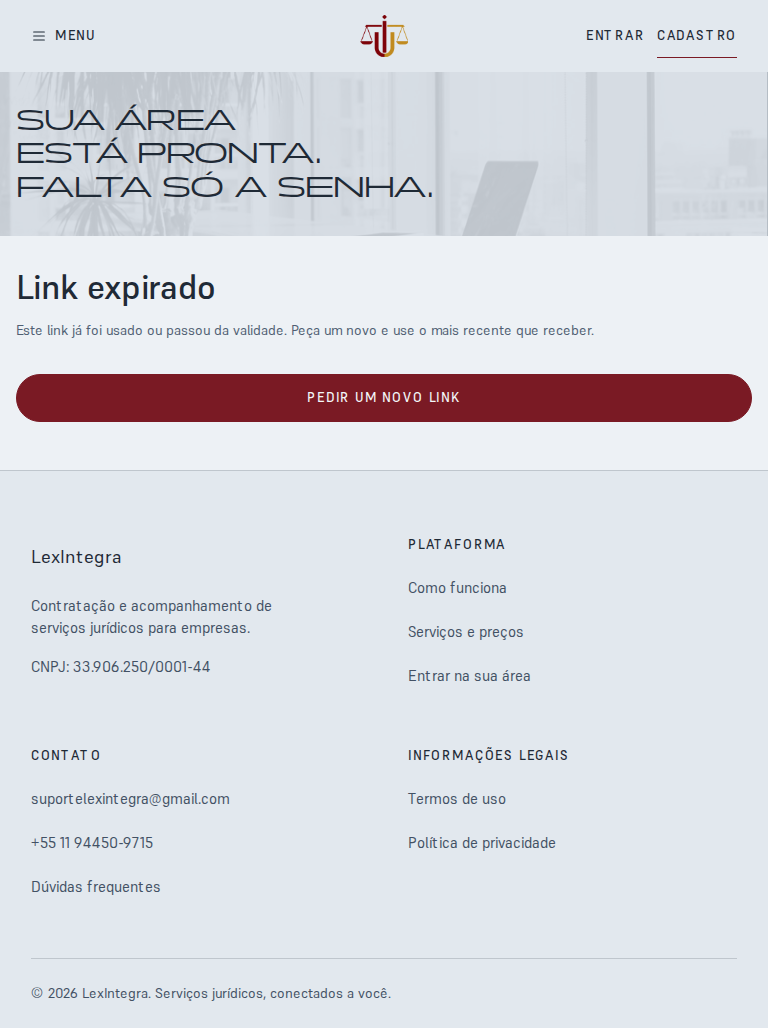 MENU
ENTRAR
CADASTRO
SUA ÁREA
ESTÁ PRONTA.
FALTA SÓ A SENHA.
Link expirado
Este link já foi usado ou passou da validade. Peça um novo e use o mais recente que receber.
PEDIR UM NOVO LINK
LexIntegra
Contratação e acompanhamento de
serviços jurídicos para empresas.
CNPJ: 33.906.250/0001-44
PLATAFORMA
Como funciona
Serviços e preços
Entrar na sua área
CONTATO
suportelexintegra@gmail.com
+55 11 94450-9715
Dúvidas frequentes
INFORMAÇÕES LEGAIS
Termos de uso
Política de privacidade
© 2026 LexIntegra. Serviços jurídicos, conectados a você.